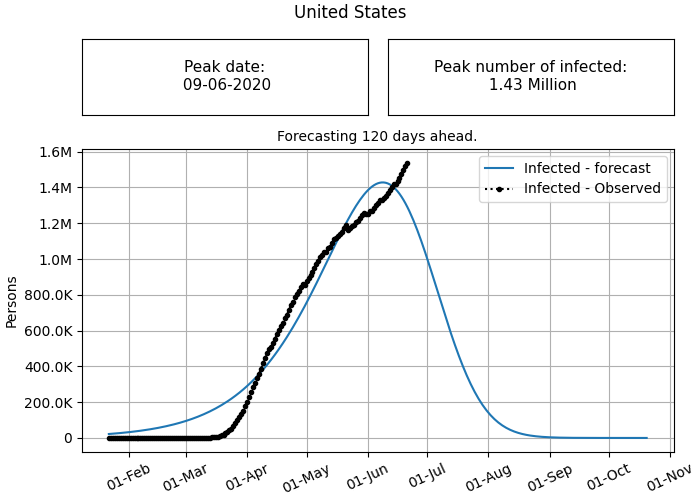 United States
Peak date:
09-06-2020
Peak number of infected:
1.43 Million
Forecasting 120 days ahead.
1.6M
1.4M
1.2M
1.0M
800.0K
600.0K
400.0K
200.0K
0
Persons
Infected - forecast
Infected - Observed
01-Feb
01-Mar
01-Apr
01-May
01-Jun
01-Jul
01-Aug
01-Sep
01-Oct
01-Nov